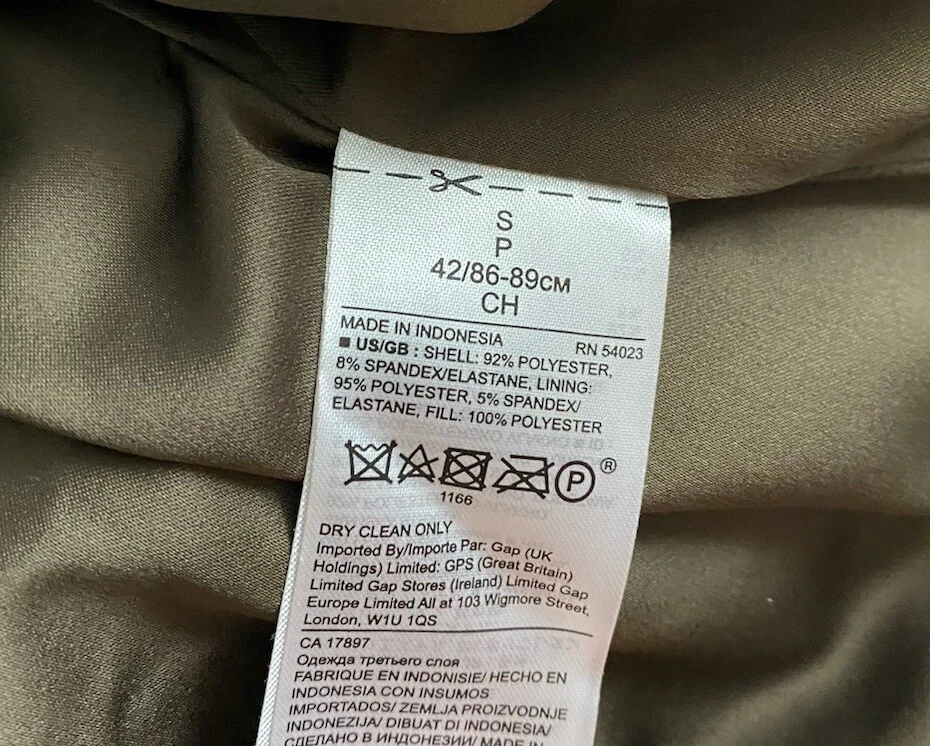 S
P
42/86-89см
CH
MADE IN INDONESIA RN 54023
US/GB : SHELL: 92% POLYESTER,
8% SPANDEX/ELASTANE, LINING:
95% POLYESTER, 5% SPANDEX/
ELASTANE, FILL: 100% POLYESTER
P ®
1166
DRY CLEAN ONLY
Imported By/Importe Par: Gap (UK
Holdings) Limited: GPS (Great Britain)
Limited Gap Stores (Ireland) Limited Gap
Europe Limited All at 103 Wigmore Street,
London, W1U 1QS
CA 17897
Одежда третьего слоя
FABRIQUE EN INDONISIE/ HECHO EN
INDONESIA CON INSUMOS
IMPORTADOS/ ZEMLJA PROIZVODNJE
INDONEZIJA/ DIBUAT DI INDONESIA/
СДЕЛАНО В ИНДОНЕЗИИ/ MADE IN